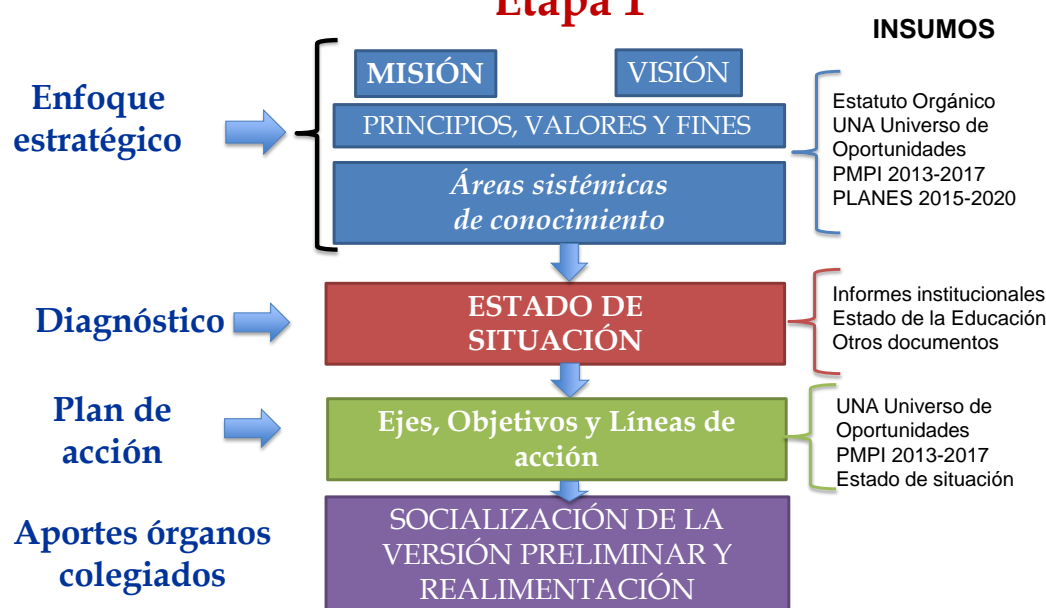 Etapa 1
INSUMOS
Enfoque
estratégico
MISIÓN
VISIÓN
PRINCIPIOS, VALORES Y FINES
Áreas sistémicas
de conocimiento
Estatuto Orgánico
UNA Universo de
Oportunidades
PMPI 2013-2017
PLANES 2015-2020
Diagnóstico
ESTADO DE
SITUACIÓN
Informes institucionales
Estado de la Educación
Otros documentos
Plan de
acción
Ejes, Objetivos y Líneas de
acción
UNA Universo de
Oportunidades
PMPI 2013-2017
Estado de situación
Aportes órganos
colegiados
SOCIALIZACIÓN DE LA
VERSIÓN PRELIMINAR Y
REALIMENTACIÓN